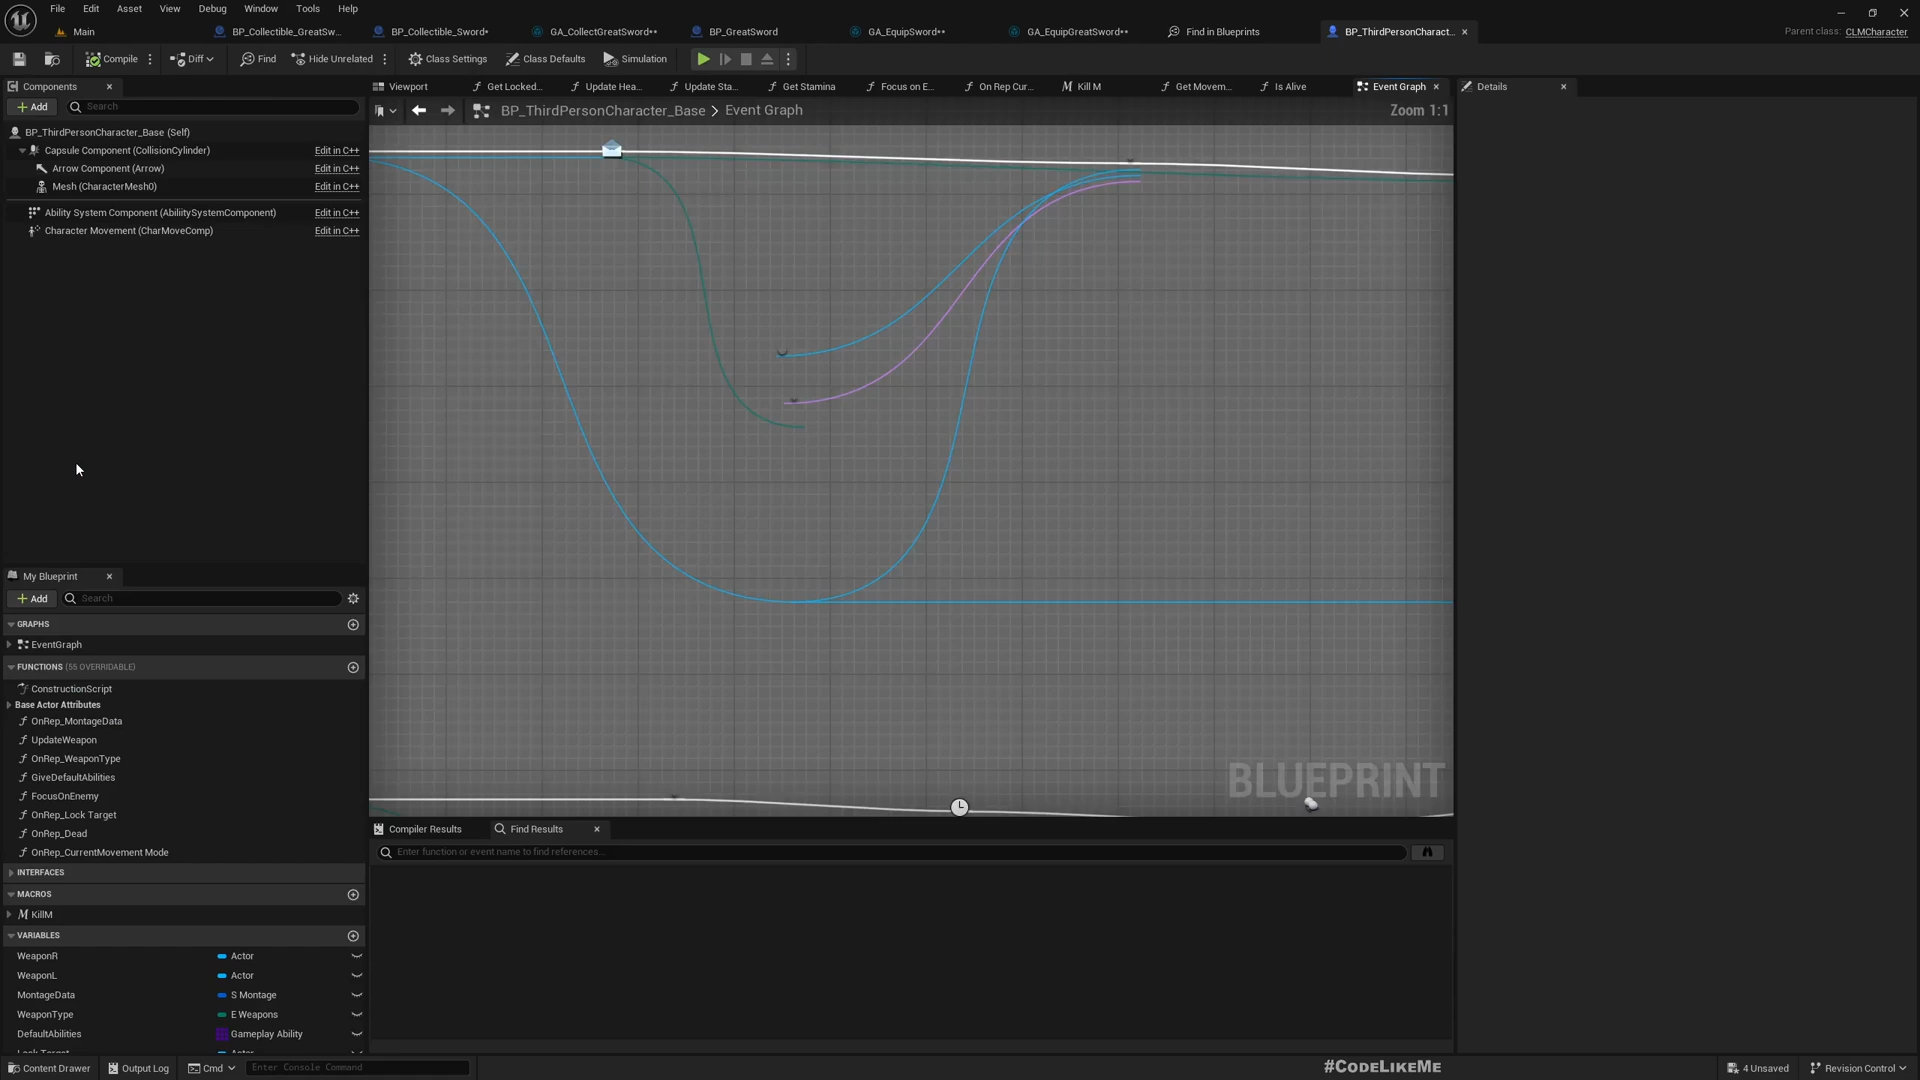 File Edit Asset View Window Debug Tools Help
Main
BP_Collectible_GreatSw...
BP_Collectible_Sword*
GA_CollectGreatSword**
BP_GreatSword
GA_EquipSword**
GA_EquipGreatSword**
Find in Blueprints
BP_ThirdPersonCharact...
Parent class: CLMCharacter
Compile
Diff
Find
Hide Unrelated
Class Settings
Class Defaults
Simulation
Components
Viewport
Get Locked...
Update Hea...
Update Sta...
Get Stamina
Focus on E...
On Rep Cur...
Kill M
Get Movem...
Is Alive
Event Graph
Details
Add
Search
BP_ThirdPersonCharacter_Base > Event Graph
Zoom 1:1
BP_ThirdPersonCharacter_Base (Self)
Capsule Component (CollisionCylinder) Edit in C++
Arrow Component (Arrow) Edit in C++
Mesh (CharacterMesh0) Edit in C++
Ability System Component (AbiliitySystemComponent) Edit in C++
Character Movement (CharMoveComp) Edit in C++
My Blueprint
Add
Search
GRAPHS
EventGraph
FUNCTIONS (55 OVERRIDABLE)
ConstructionScript
Base Actor Attributes
OnRep_MontageData
UpdateWeapon
OnRep_WeaponType
GiveDefaultAbilities
FocusOnEnemy
OnRep_Lock Target
OnRep_Dead
OnRep_CurrentMovement Mode
INTERFACES
MACROS
KillM
VARIABLES
WeaponR Actor
WeaponL Actor
MontageData S Montage
WeaponType E Weapons
DefaultAbilities Gameplay Ability
Lock Target Actor
BLUEPRINT
Compiler Results
Find Results
Enter function or event name to find references...
Content Drawer
Output Log
Cmd
Enter Console Command
#CodeLikeMe
4 Unsaved
Revision Control